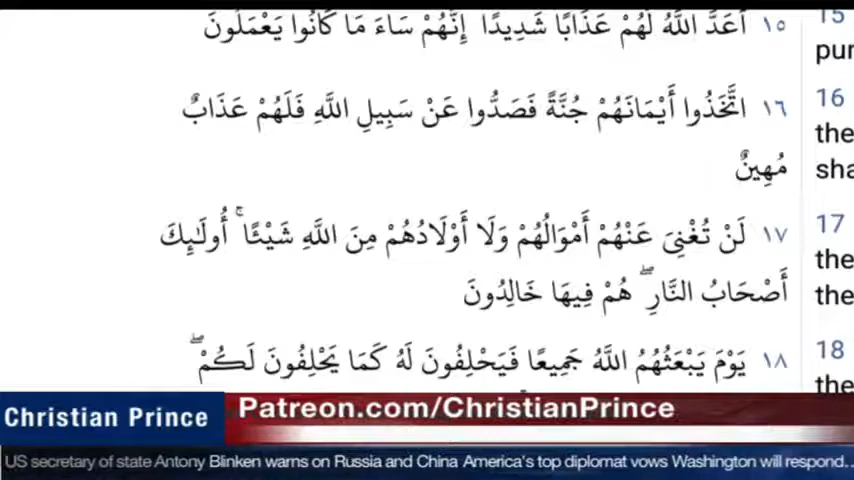 ١٥ أَعَدَّ اللَّهُ لَهُمْ عَذَابًا شَدِيدًا إِنَّهُمْ سَاءَ مَا كَانُوا يَعْمَلُونَ
15
pur
١٦ اتَّخَذُوا أَيْمَانَهُمْ جُنَّةً فَصَدُّوا عَنْ سَبِيلِ اللَّهِ فَلَهُمْ عَذَابٌ
مُهِينٌ
16
the
sha
١٧ لَنْ تُغْنِىَ عَنْهُمْ أَمْوَالُهُمْ وَلَا أَوْلَادُهُمْ مِنَ اللَّهِ شَيْئًا ۚ أُولَٰئِكَ
أَصْحَابُ النَّارِ ۖ هُمْ فِيهَا خَالِدُونَ
17
the
the
١٨ يَوْمَ يَبْعَثُهُمُ اللَّهُ جَمِيعًا فَيَحْلِفُونَ لَهُ كَمَا يَحْلِفُونَ لَكُمْ ۖ
18
the
Christian Prince
Patreon.com/ChristianPrince
US secretary of state Antony Blinken warns on Russia and China America's top diplomat vows Washington will respond...